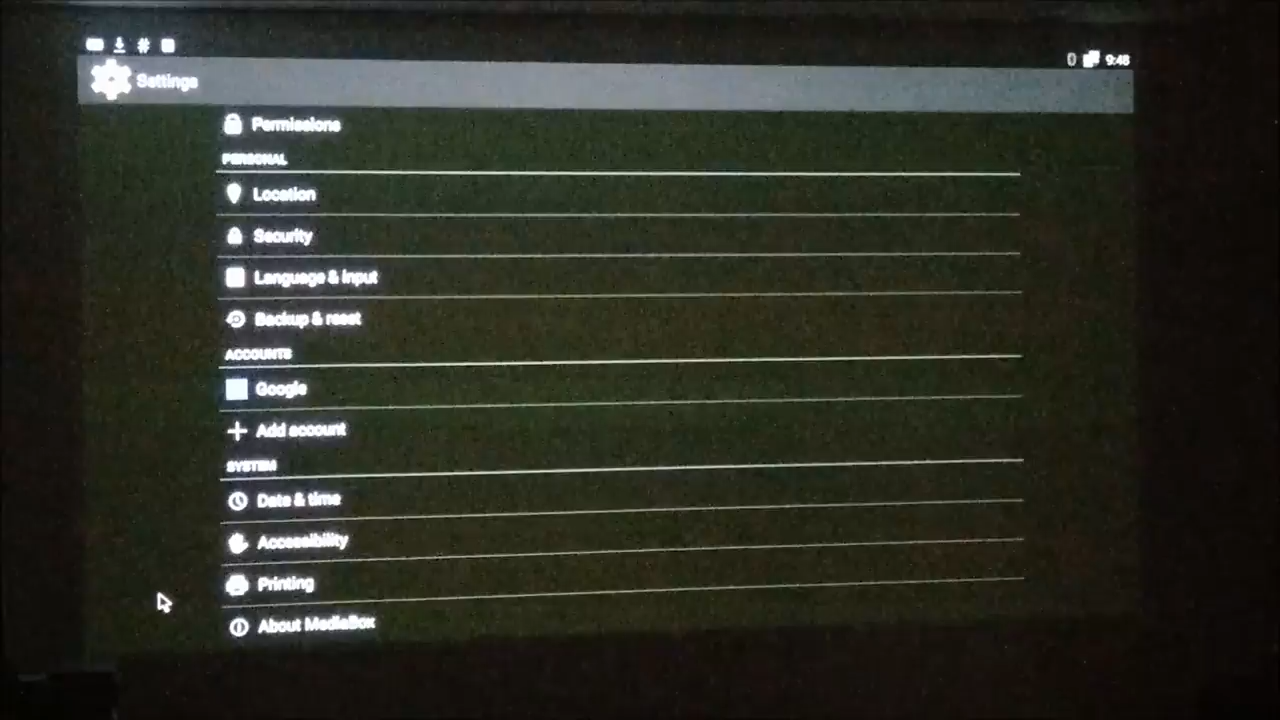 9:48
Settings
Permissions
PERSONAL
Location
Security
Language & input
Backup & reset
ACCOUNTS
Google
Add account
SYSTEM
Date & time
Accessibility
Printing
About MediaBox